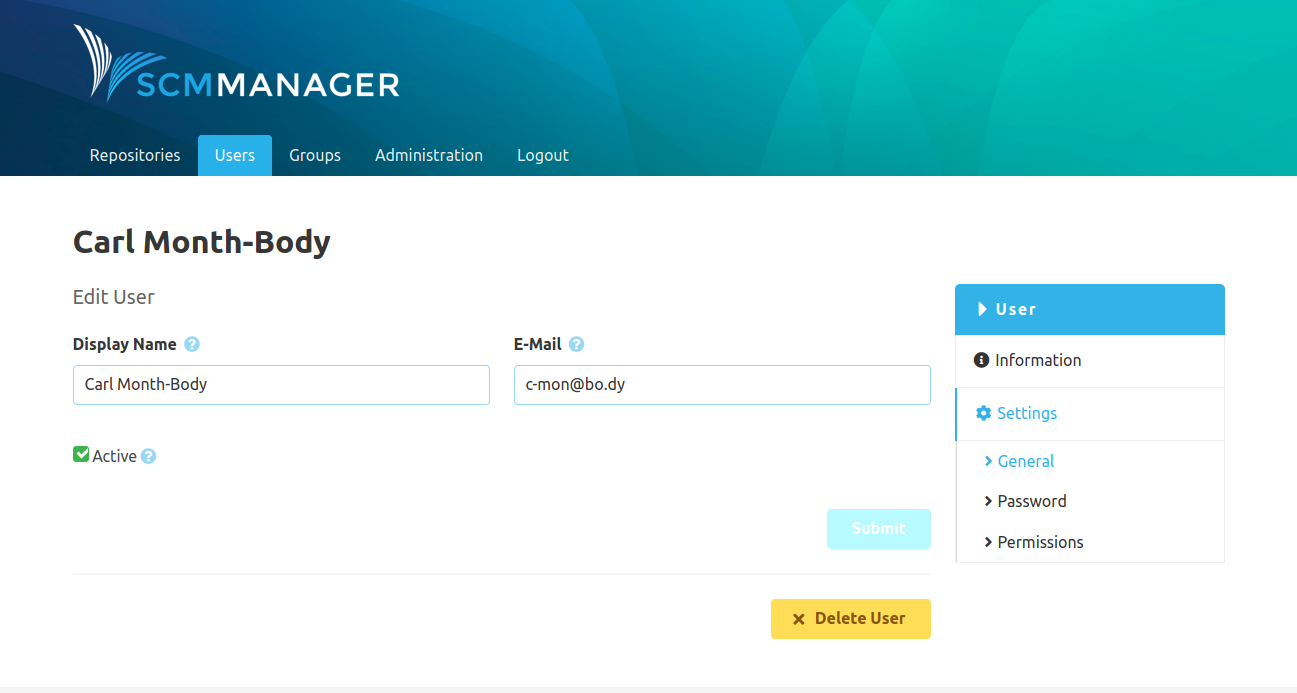 SCMMANAGER
Repositories Users Groups Administration Logout
Carl Month-Body
Edit User
Display Name
E-Mail
Carl Month-Body
c-mon@bo.dy
Active
Submit
Delete User
User
Information
Settings
General
Password
Permissions